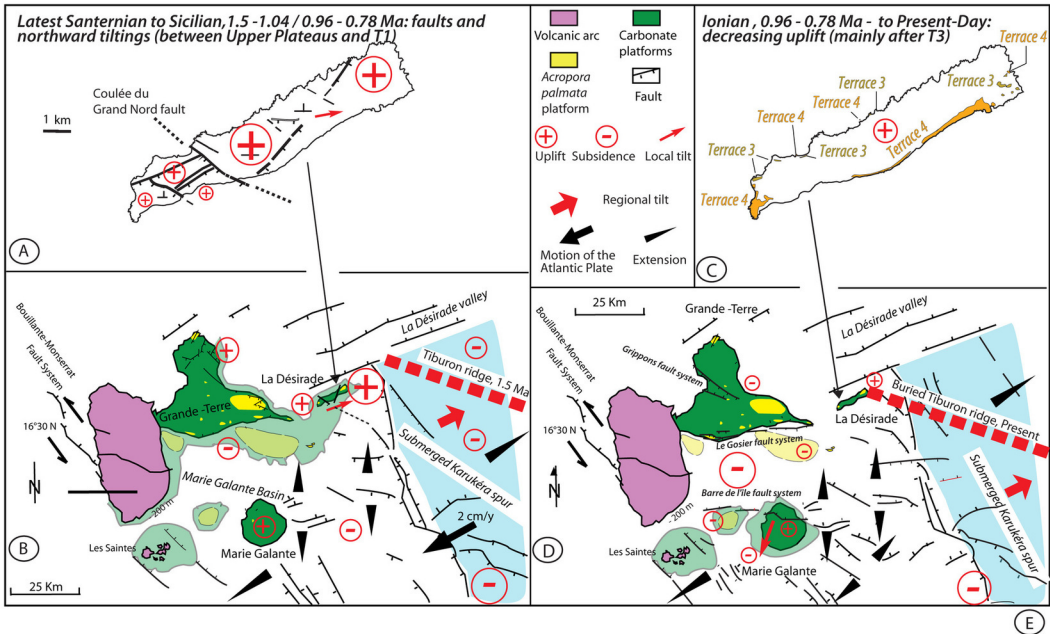 Latest Santernian to Sicilian,1.5 -1.04 / 0.96 - 0.78 Ma: faults and
northward tiltings (between Upper Plateaus and T1)
Coulée du
Grand Nord fault
1 km
A
Volcanic arc
Carbonate
platforms
Acropora
palmata
platform
Fault
Uplift
Subsidence
Local tilt
Regional tilt
Motion of the
Atlantic Plate
Extension
Ionian , 0.96 - 0.78 Ma - to Present-Day:
decreasing uplift (mainly after T3)
Terrace 4
Terrace 3
Terrace 3
Terrace 4
Terrace 4
Terrace 3
Terrace 3
Terrace 4
Terrace 4
C
Bouillante-Monserrat
Fault System
16°30 N
N
La Désirade valley
La Désirade
Tiburon ridge, 1.5 Ma
Grande -Terre
Submerged Karukéra spur
Marie Galante Basin
-200 m
Marie Galante
Les Saintes
2 cm/y
B
25 Km
25 Km
Grande -Terre
Bouillante-Monserrat
Fault System
16°30 N
N
La Désirade valley
Grippons fault system
La Désirade
Buried Tiburon ridge, Present
Le Gosier fault system
Submerged Karukéra spur
Barre de l'île fault system
-200 m
Les Saintes
Marie Galante
D
E